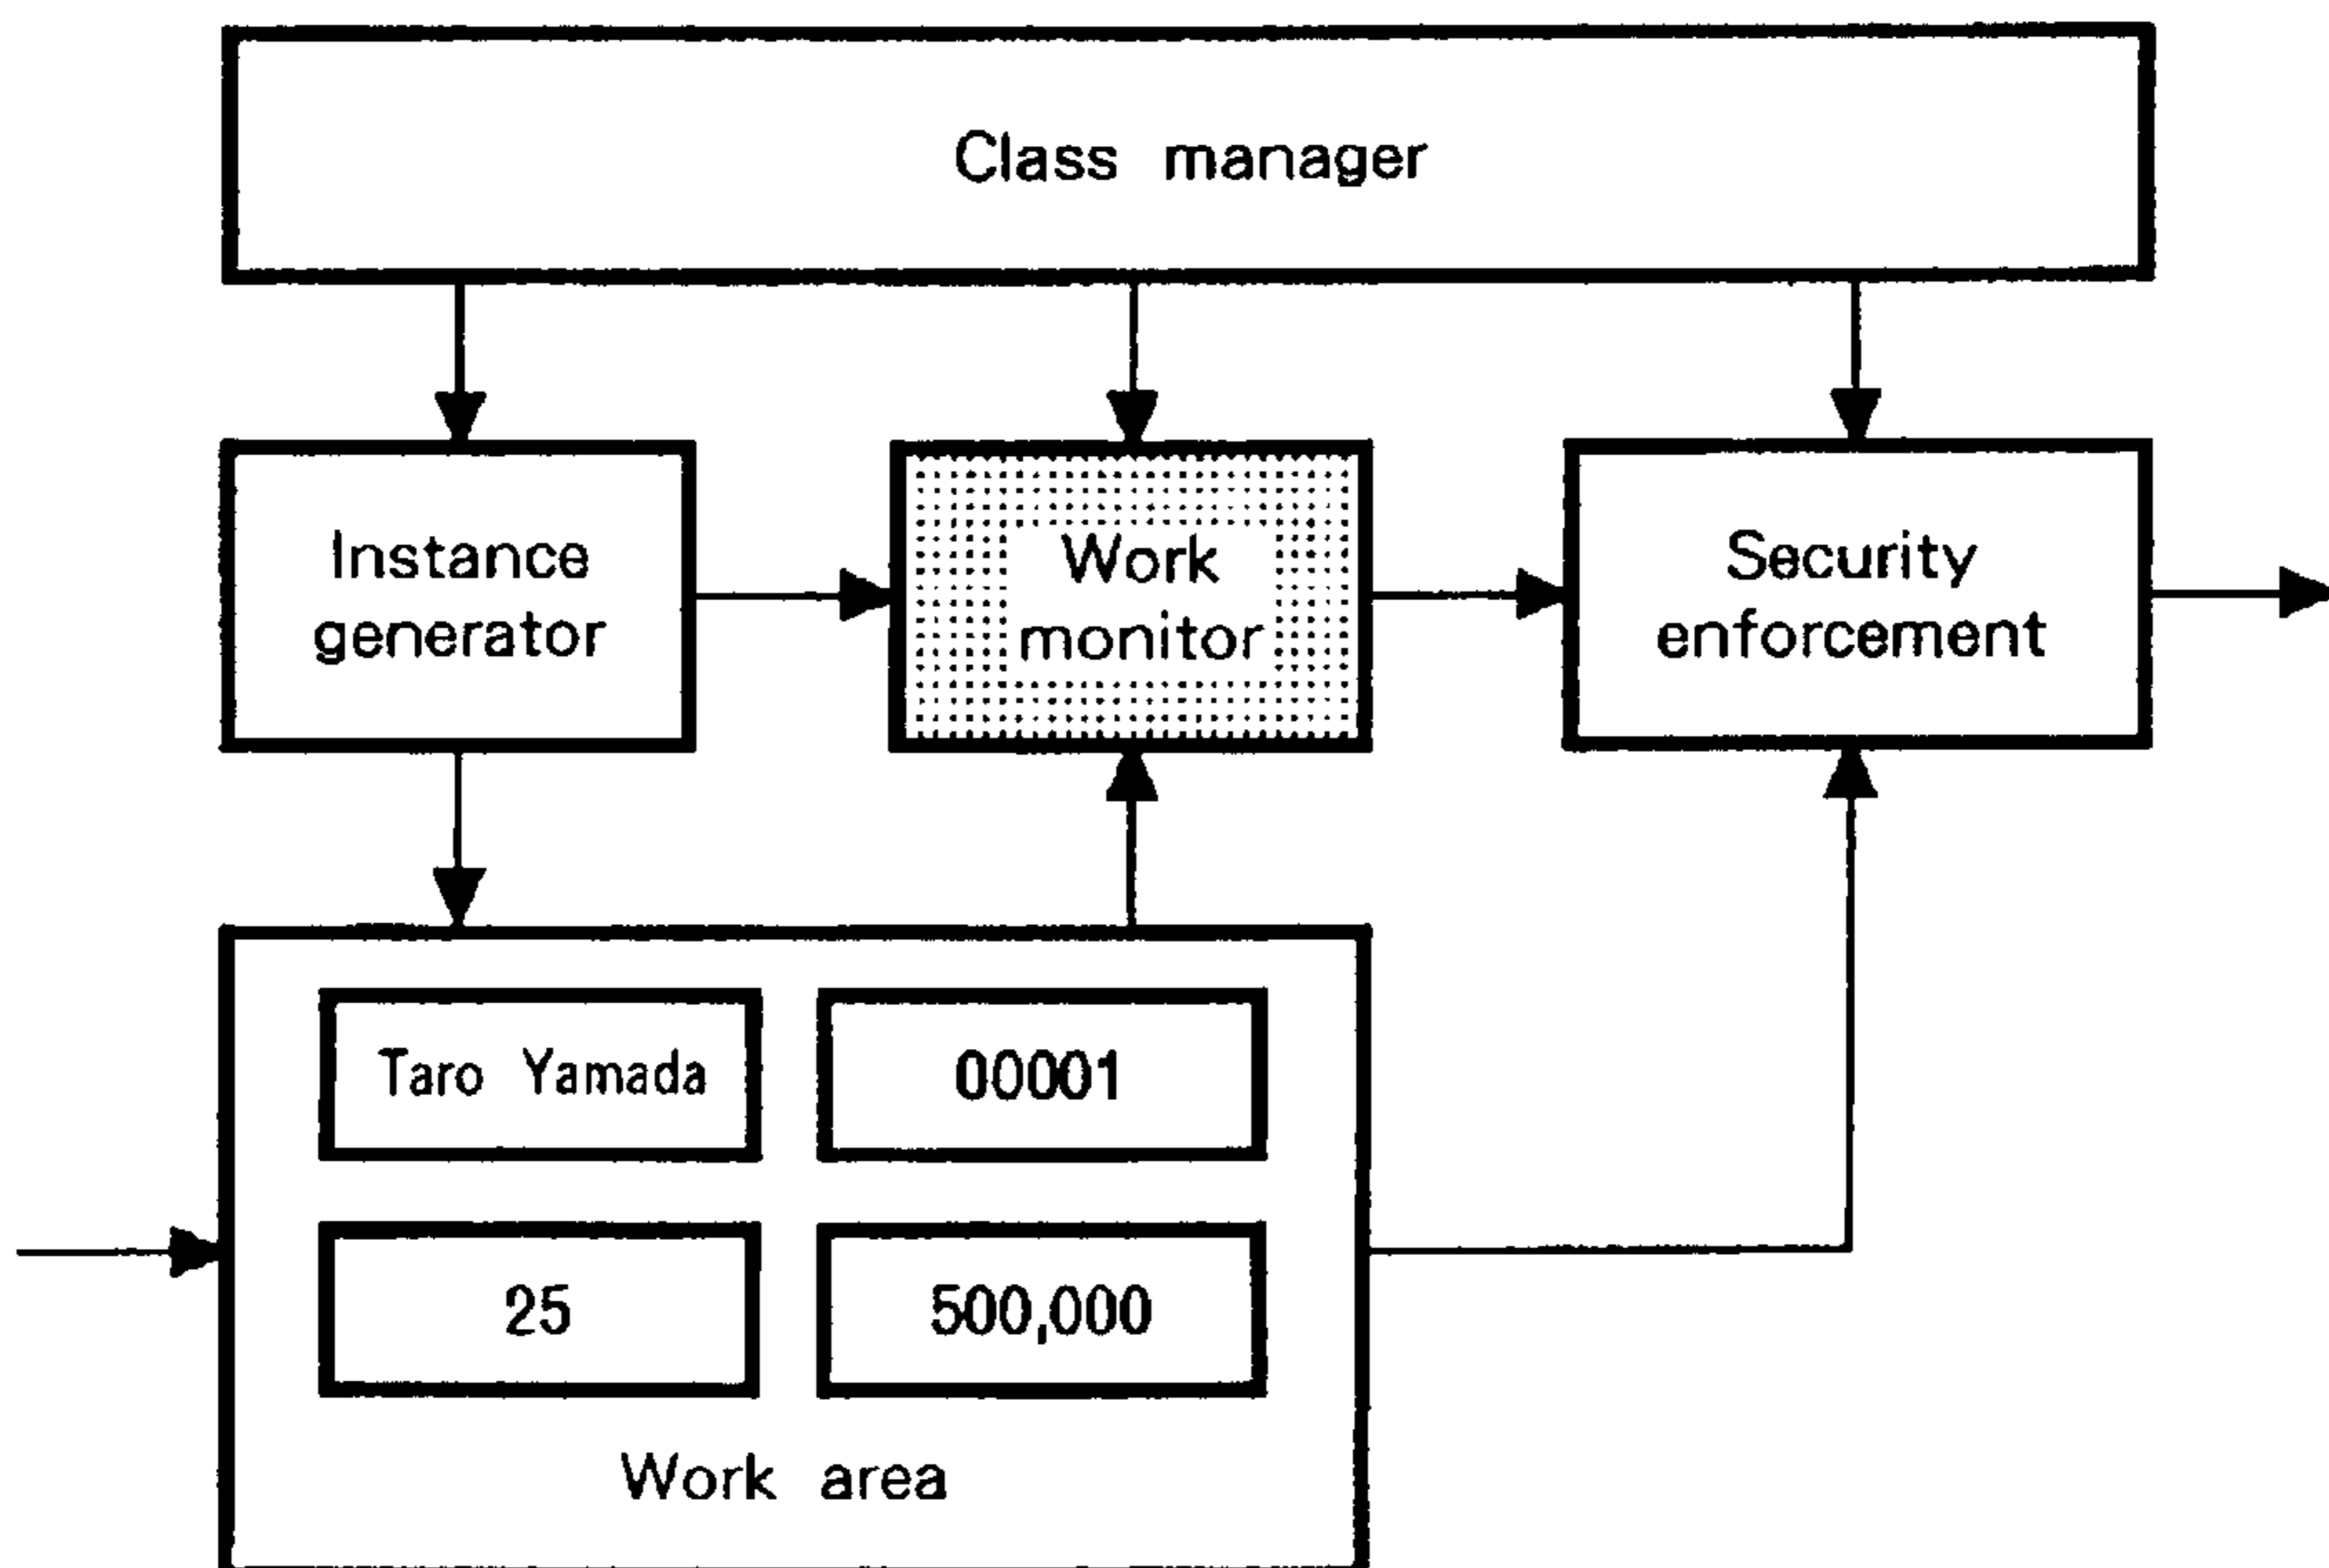 Class manager
Instance
generator
Work
monitor
Security
enforcement
Taro Yamada
00001
25
500,000
Work area